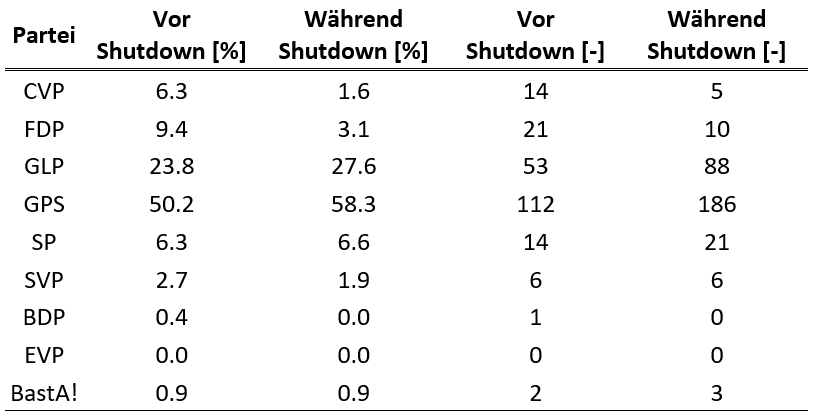 Partei Vor Shutdown [%] Während Shutdown [%] Vor Shutdown [-] Während Shutdown [-]
CVP 6.3 1.6 14 5
FDP 9.4 3.1 21 10
GLP 23.8 27.6 53 88
GPS 50.2 58.3 112 186
SP 6.3 6.6 14 21
SVP 2.7 1.9 6 6
BDP 0.4 0.0 1 0
EVP 0.0 0.0 0 0
BastA! 0.9 0.9 2 3